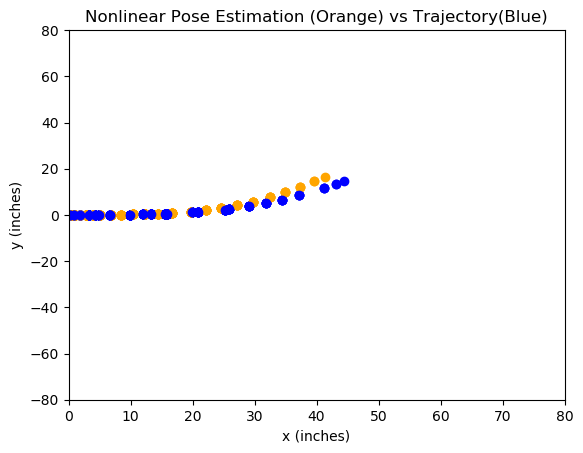 Nonlinear Pose Estimation (Orange) vs Trajectory(Blue)
80
60
40
20
0
−20
−40
−60
−80
y (inches)
0 10 20 30 40 50 60 70 80
x (inches)